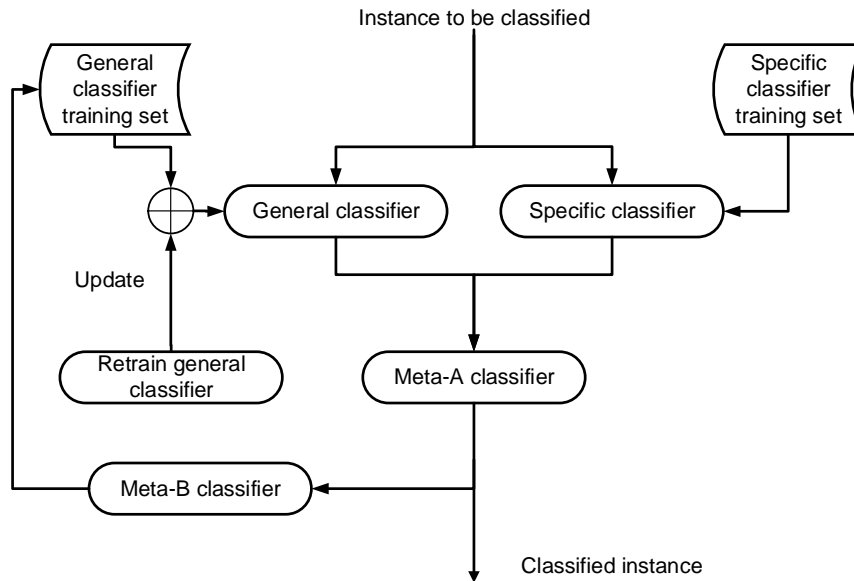 Instance to be classified
General
classifier
training set
Specific
classifier
training set
General classifier
Specific classifier
Update
Retrain general
classifier
Meta-A classifier
Meta-B classifier
Classified instance